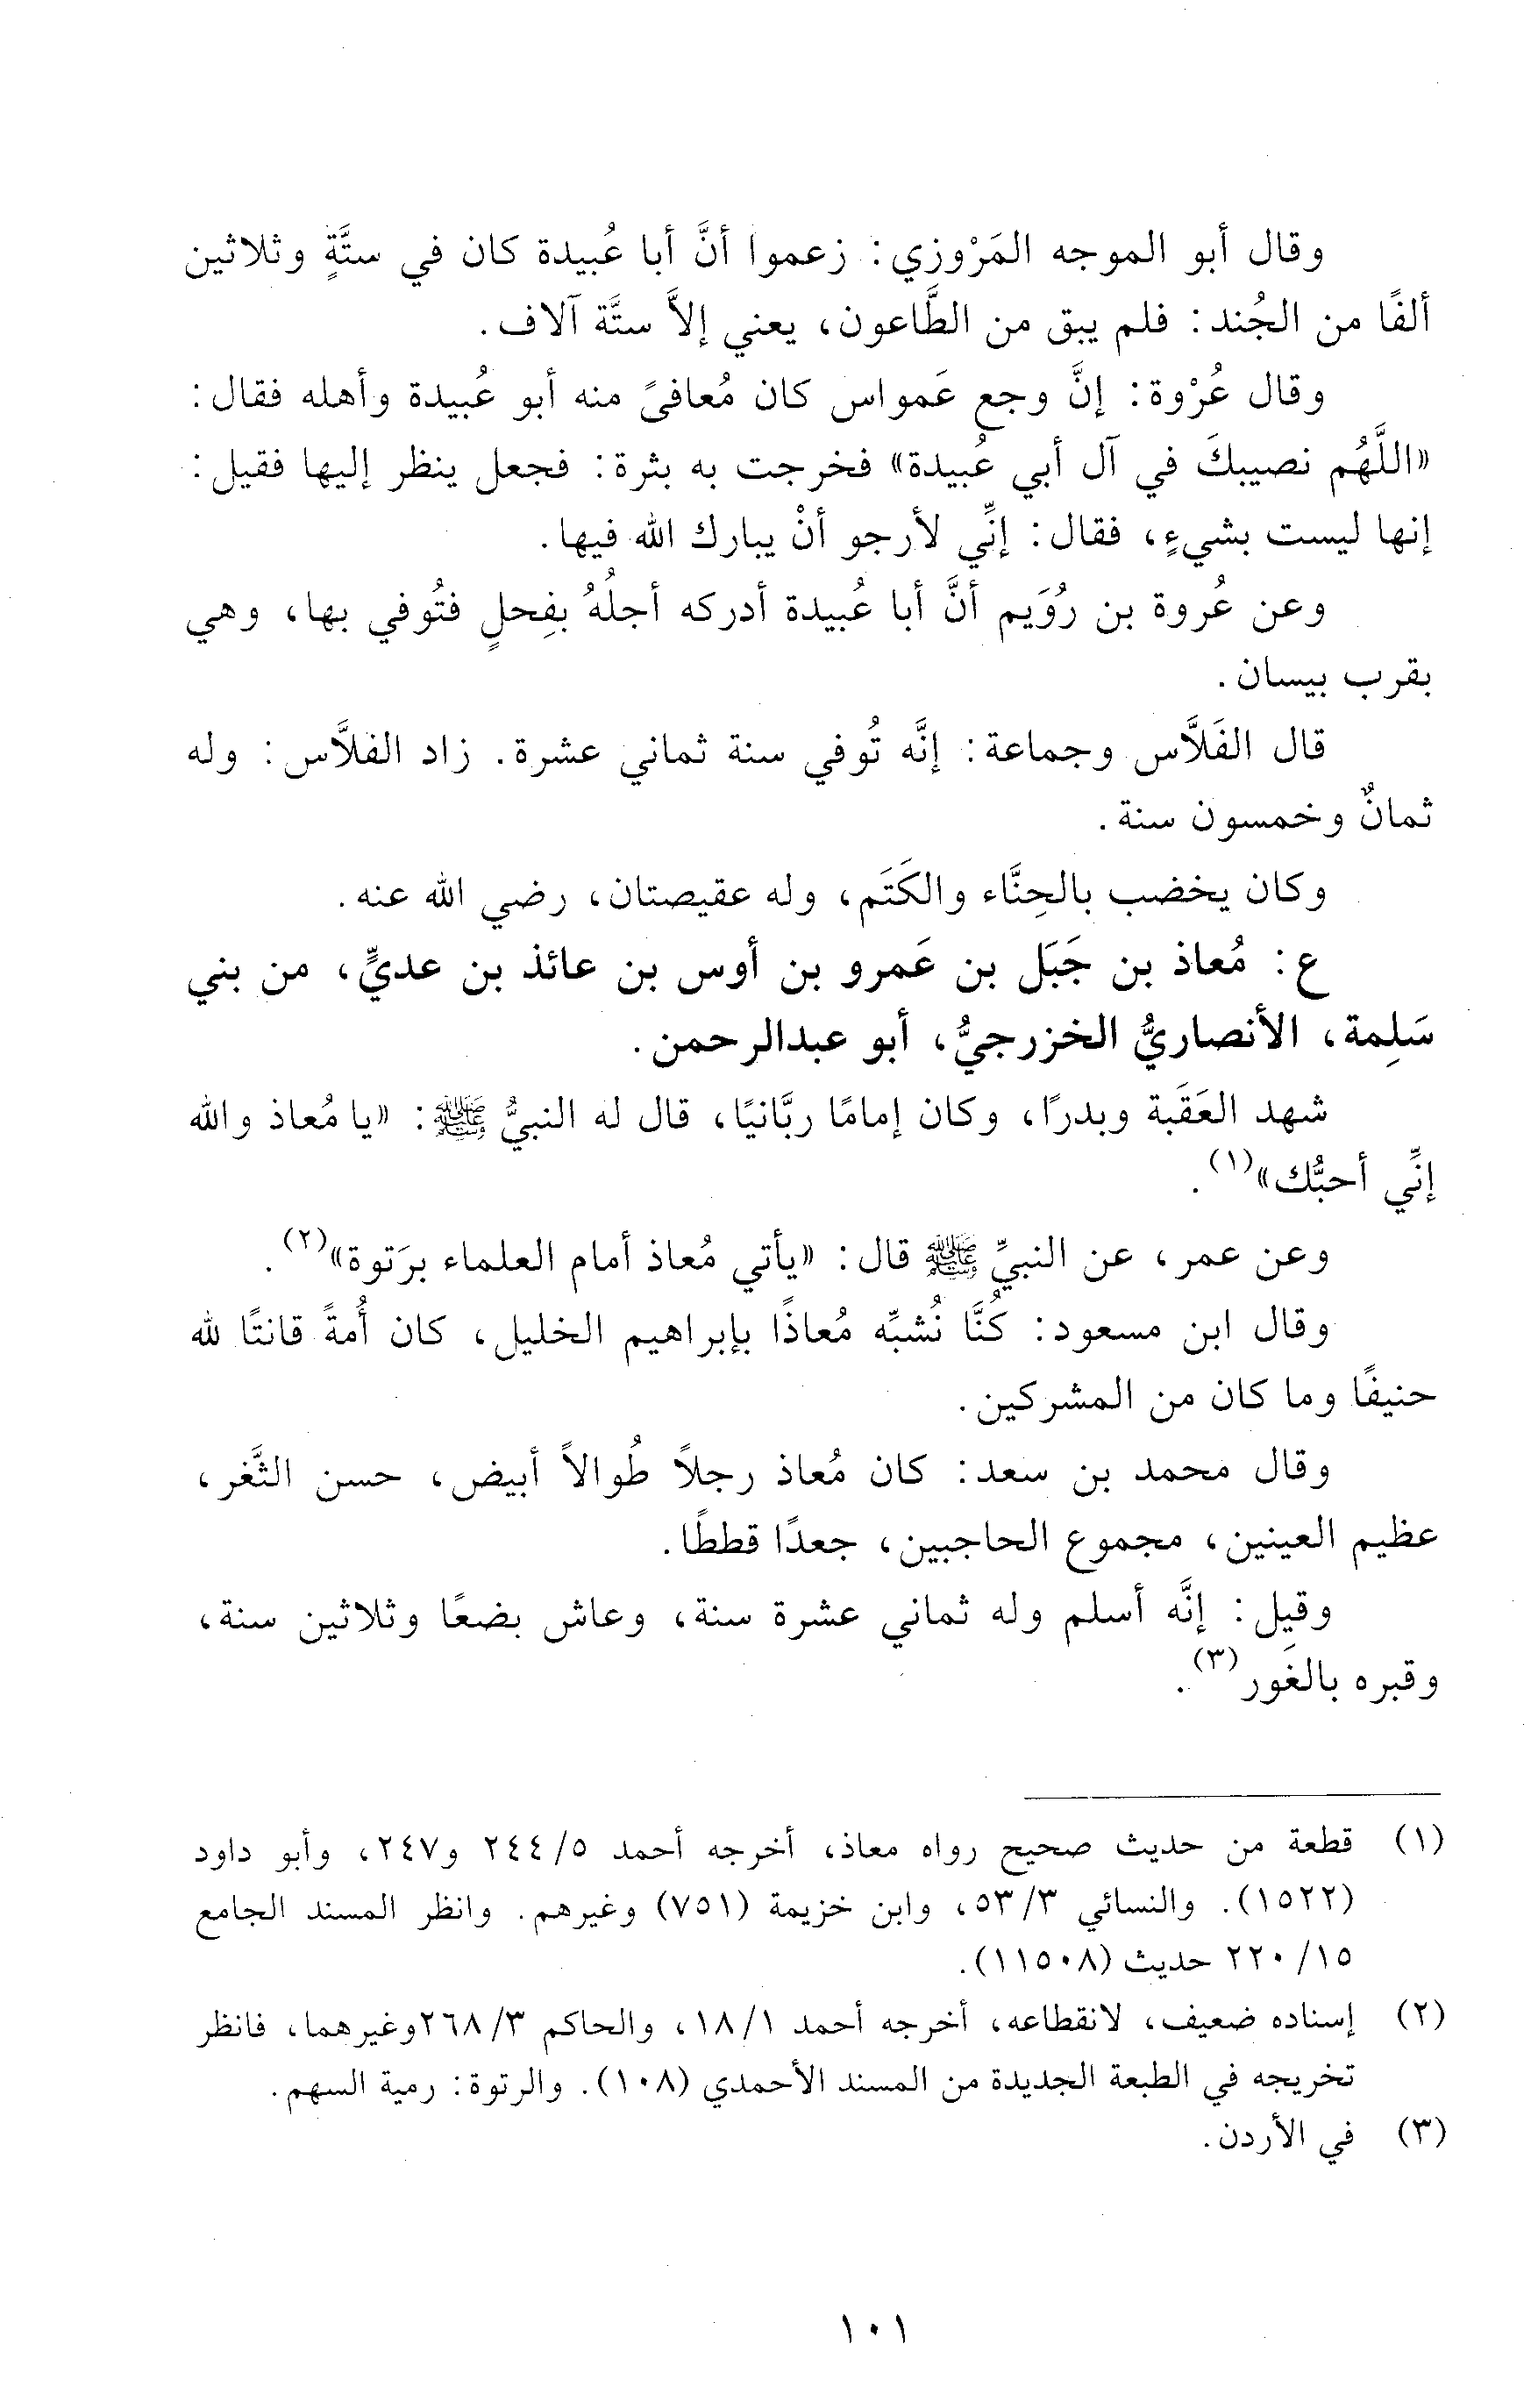 وقال أبو الموجه المَرْوزي: زعموا أنَّ أبا عُبيدة كان في ستَّةٍ وثلاثين
ألفًا من الجُند: فلم يبق من الطَّاعون، يعني إلاَّ ستَّة آلاف.
وقال عُرْوة: إنَّ وجع عَمواس كان مُعافىً منه أبو عُبيدة وأهله فقال:
«اللَّهُم نصيبكَ في آل أبي عُبيدة» فخرجت به بثرة: فجعل ينظر إليها فقيل:
إنها ليست بشيءٍ، فقال: إنِّي لأرجو أنْ يبارك الله فيها.
وعن عُروة بن رُوَيم أنَّ أبا عُبيدة أدركه أجلُهُ بفِحلٍ فتُوفي بها، وهي
بقرب بيسان.
قال الفَلاَّس وجماعة: إنَّه تُوفي سنة ثماني عشرة. زاد الفلاَّس: وله
ثمانٌ وخمسون سنة.
وكان يخضب بالحِنَّاء والكَتَم، وله عقيصتان، رضي الله عنه.
ع: مُعاذ بن جَبَل بن عَمرو بن أوس بن عائذ بن عديٍّ، من بني
سَلِمة، الأنصاريُّ الخزرجيُّ، أبو عبدالرحمن.
شهد العَقَبة وبدرًا، وكان إمامًا ربَّانيًا، قال له النبيُّ ﷺ: «يا مُعاذ والله
إنِّي أحبُّك»(١).
وعن عمر، عن النبيِّ ﷺ قال: «يأتي مُعاذ أمام العلماء برَتوة»(٢).
وقال ابن مسعود: كُنَّا نُشبِّه مُعاذًا بإبراهيم الخليل، كان أُمةً قانتًا لله
حنيفًا وما كان من المشركين.
وقال محمد بن سعد: كان مُعاذ رجلاً طُوالاً أبيض، حسن الثَّغر،
عظيم العينين، مجموع الحاجبين، جعدًا قططًا.
وقيل: إنَّه أسلم وله ثماني عشرة سنة، وعاش بضعًا وثلاثين سنة،
وقبره بالغَور(٣).
(١) قطعة من حديث صحيح رواه معاذ، أخرجه أحمد ٥/ ٢٤٤ و٢٤٧، وأبو داود
(١٥٢٢). والنسائي ٣/ ٥٣، وابن خزيمة (٧٥١) وغيرهم. وانظر المسند الجامع
١٥/ ٢٢٠ حديث (١١٥٠٨).
(٢) إسناده ضعيف، لانقطاعه، أخرجه أحمد ١/ ١٨، والحاكم ٣/ ٢٦٨وغيرهما، فانظر
تخريجه في الطبعة الجديدة من المسند الأحمدي (١٠٨). والرتوة: رمية السهم.
(٣) في الأردن.
١٠١